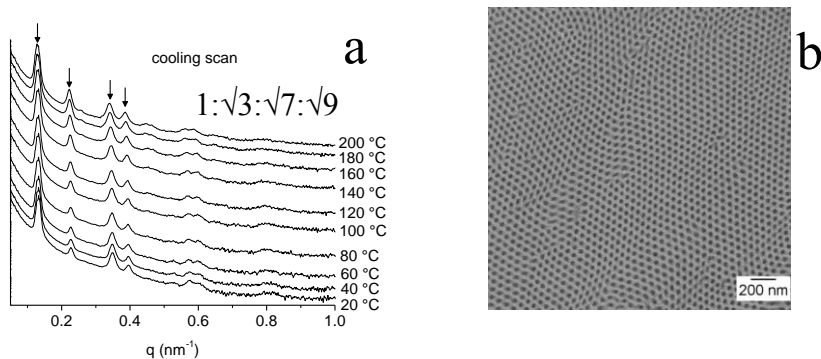 a
cooling scan
1:√3:√7:√9
200 °C
180 °C
160 °C
140 °C
120 °C
100 °C
80 °C
60 °C
40 °C
20 °C
0.2 0.4 0.6 0.8 1.0
q (nm⁻¹)
b
200 nm